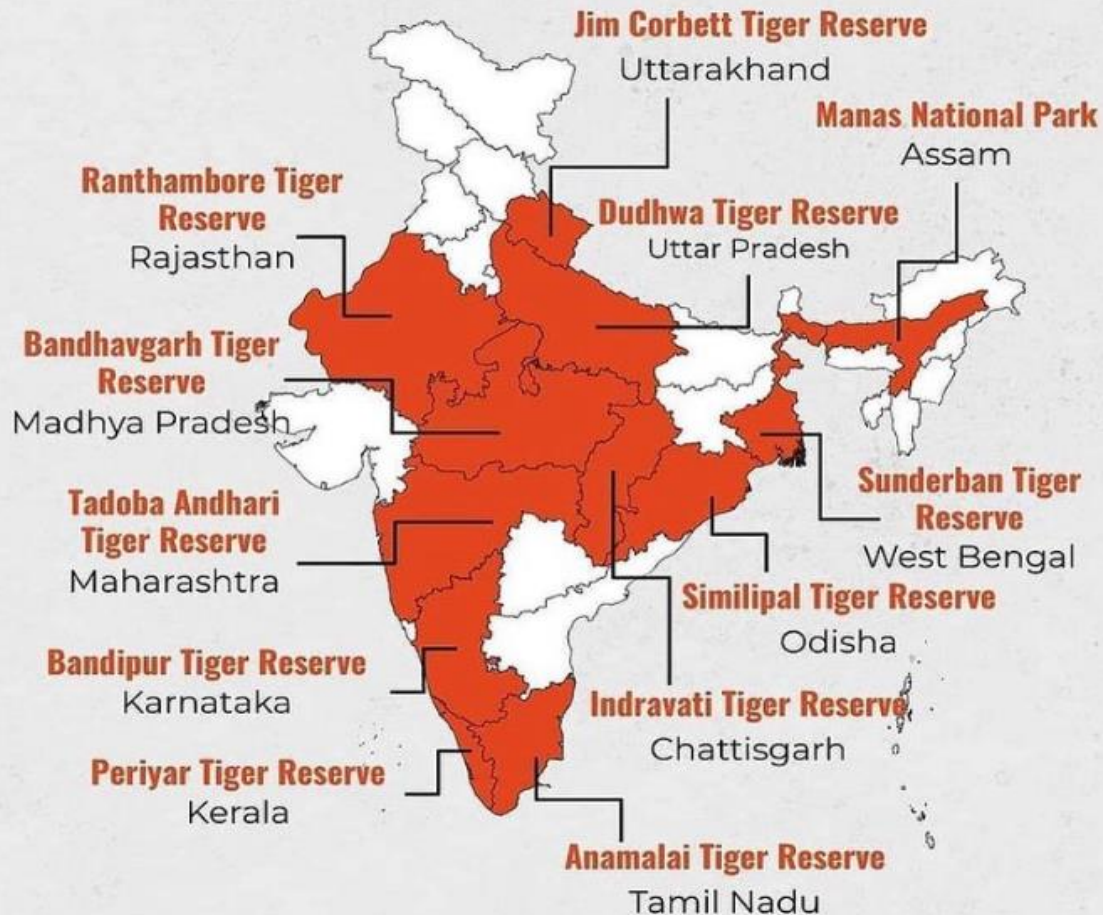 Jim Corbett Tiger Reserve
Uttarakhand
Manas National Park
Assam
Ranthambore Tiger
Reserve
Rajasthan
Dudhwa Tiger Reserve
Uttar Pradesh
Bandhavgarh Tiger
Reserve
Madhya Pradesh
Tadoba Andhari
Tiger Reserve
Maharashtra
Sunderban Tiger
Reserve
West Bengal
Similipal Tiger Reserve
Odisha
Bandipur Tiger Reserve
Karnataka
Indravati Tiger Reserve
Chattisgarh
Periyar Tiger Reserve
Kerala
Anamalai Tiger Reserve
Tamil Nadu